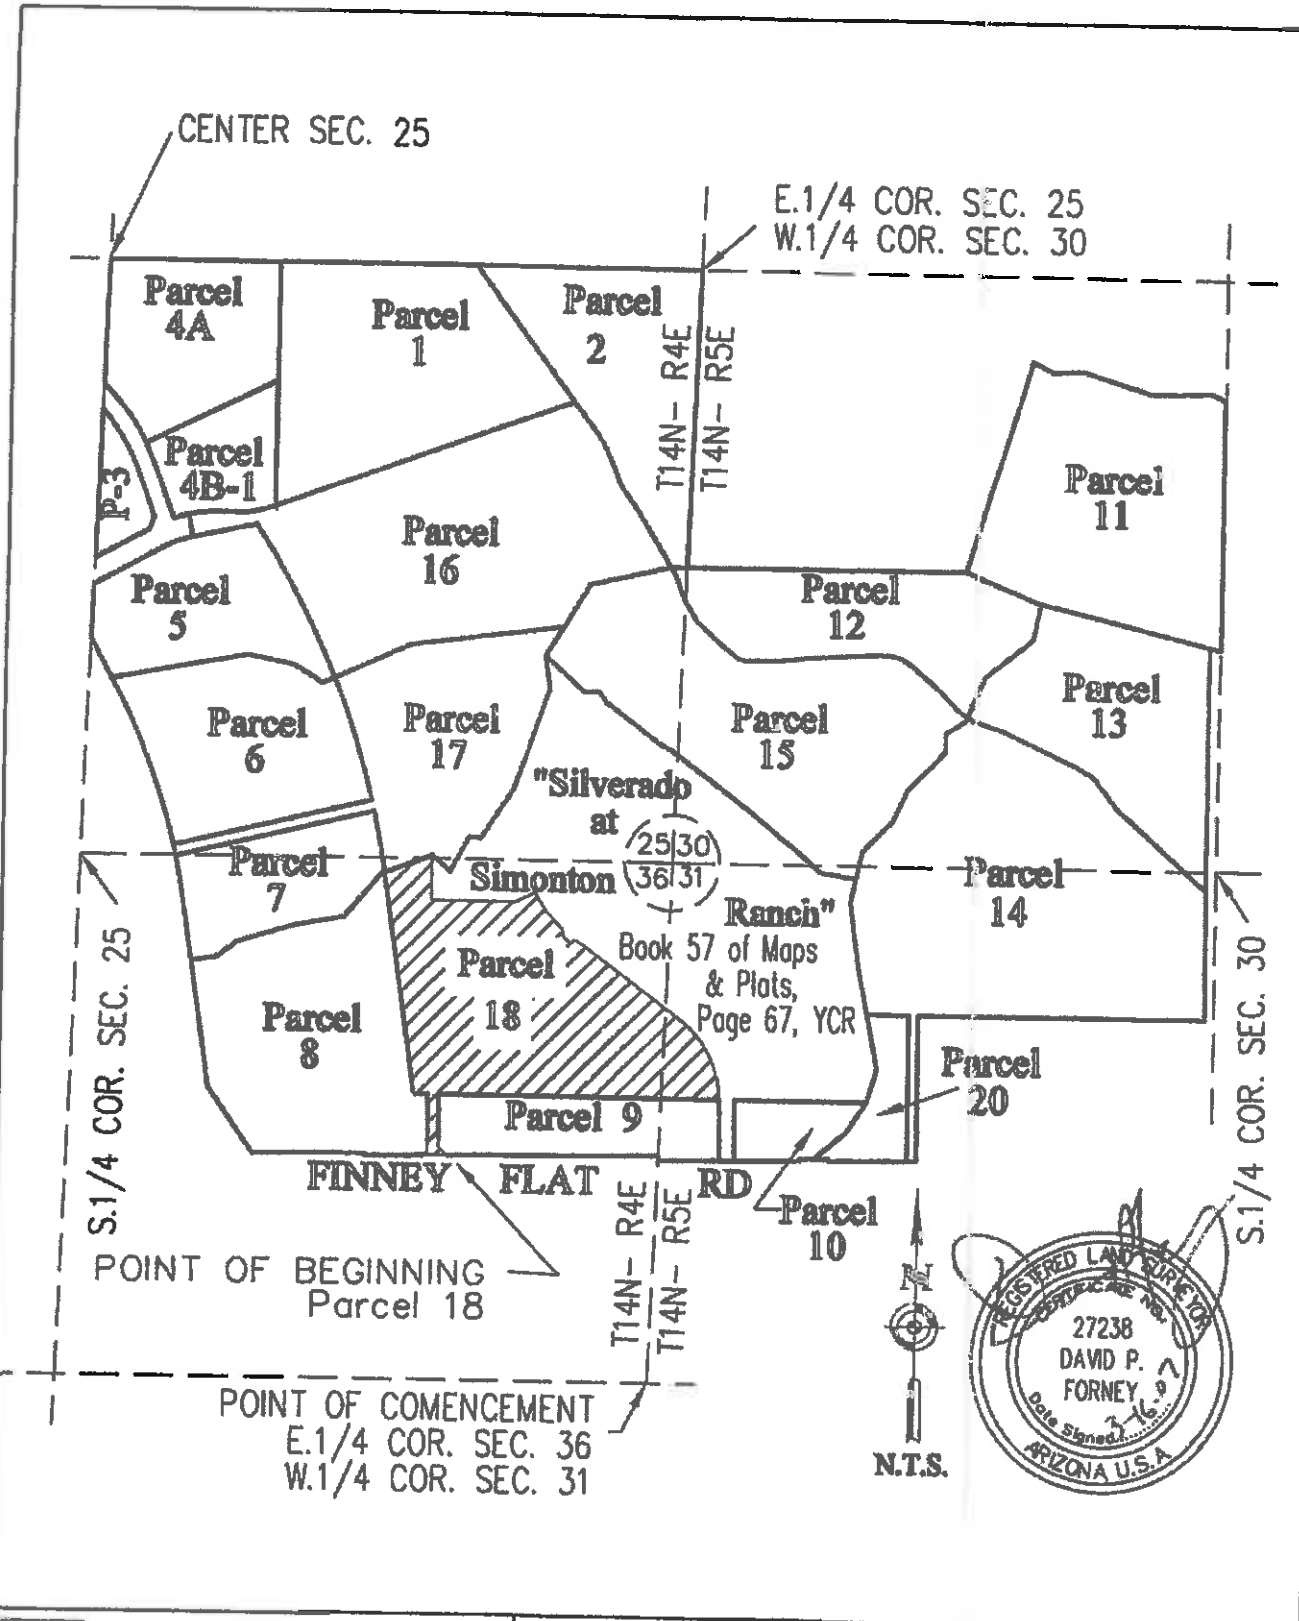 CENTER SEC. 25
E.1/4 COR. SEC. 25
W.1/4 COR. SEC. 30
Parcel
4A
Parcel
1
Parcel
2
T14N- R4E
T14N- R5E
Parcel
4B-1
P-3
Parcel
11
Parcel
16
Parcel
5
Parcel
12
Parcel
6
Parcel
17
Parcel
15
Parcel
13
"Silverado
at
Simonton
Ranch"
25 30
36 31
Book 57 of Maps
& Plats,
Page 67, YCR
Parcel
7
Parcel
14
Parcel
18
Parcel
8
Parcel
20
Parcel 9
FINNEY FLAT RD
Parcel
10
S.1/4 COR. SEC. 25
S.1/4 COR. SEC. 30
POINT OF BEGINNING
Parcel 18
T14N- R4E
T14N- R5E
POINT OF COMENCEMENT
E.1/4 COR. SEC. 36
W.1/4 COR. SEC. 31
N
N.T.S.
REGISTERED LAND SURVEYOR
CERTIFICATE NO.
27238
DAVID P.
FORNEY
Date Signed
ARIZONA U.S.A.